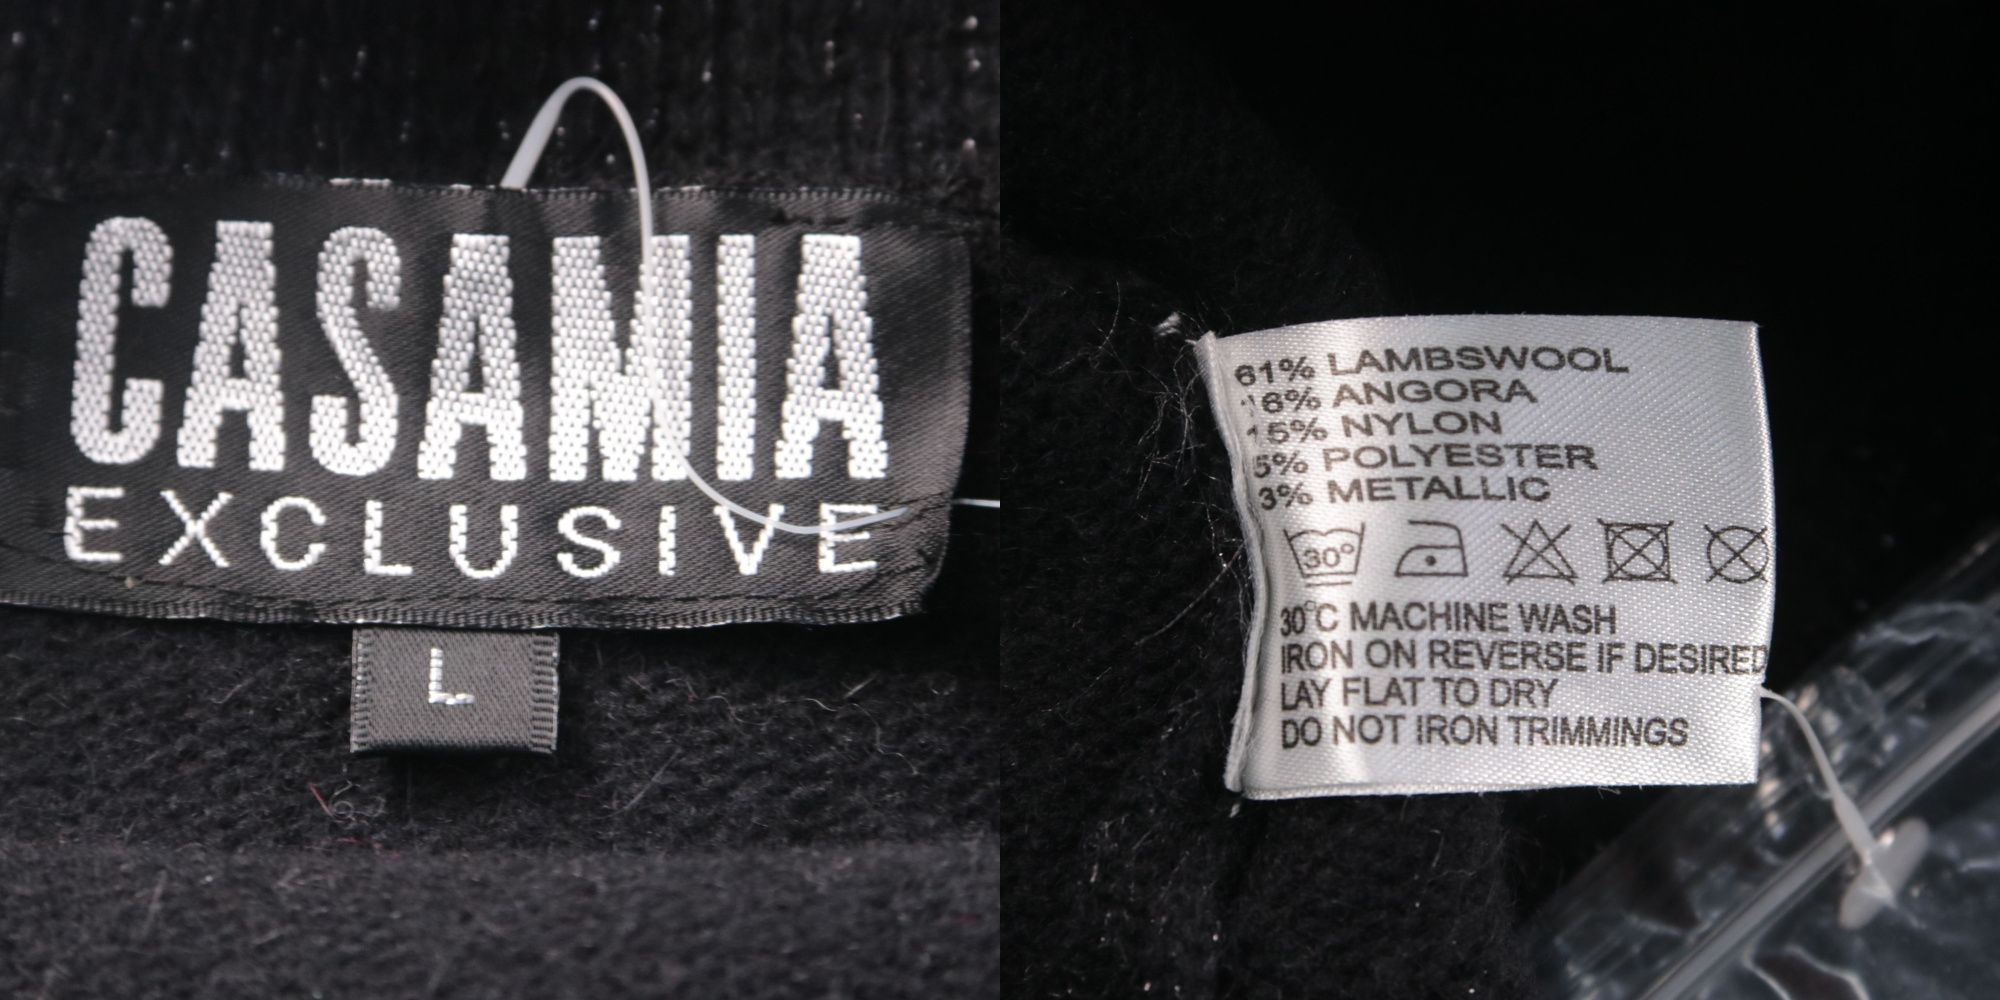 CASAMIA
EXCLUSIVE
L
61% LAMBSWOOL
16% ANGORA
15% NYLON
5% POLYESTER
3% METALLIC
30°
30°C MACHINE WASH
IRON ON REVERSE IF DESIRED
LAY FLAT TO DRY
DO NOT IRON TRIMMINGS